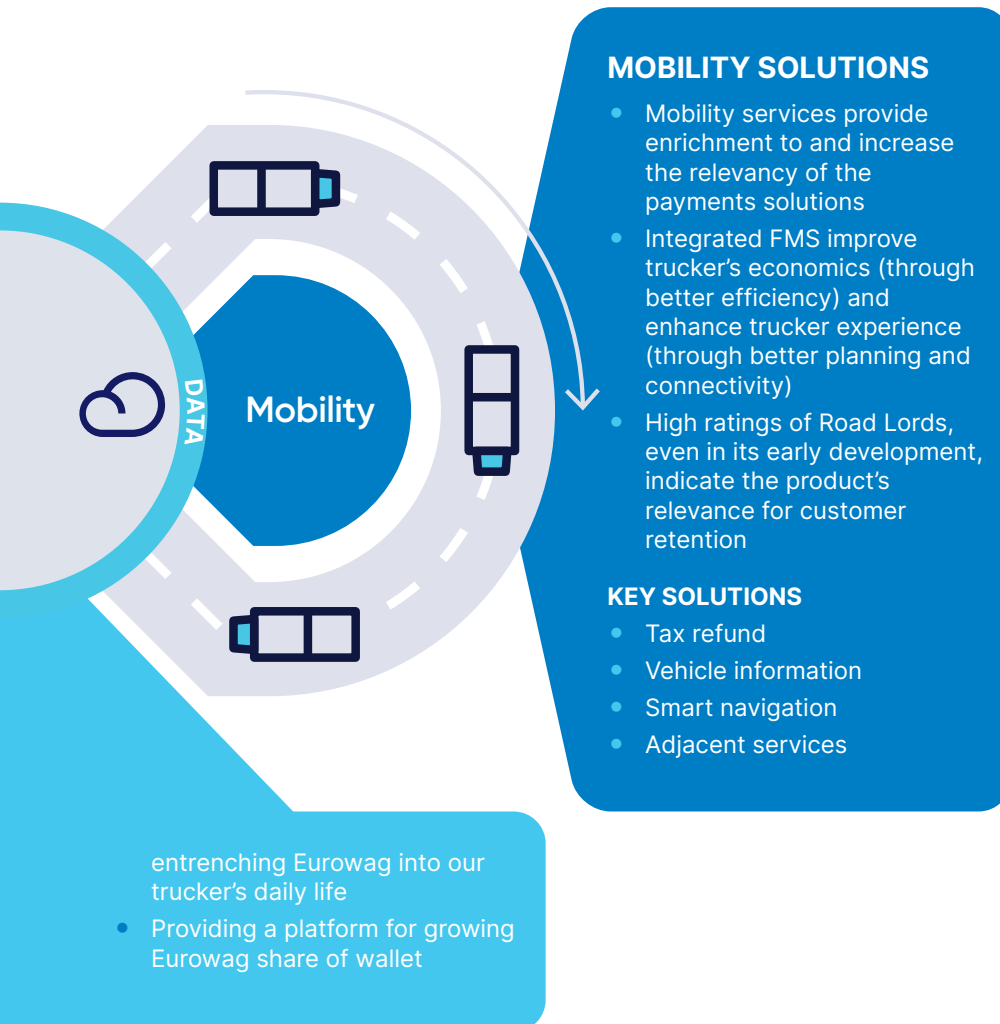 DATA
Mobility
MOBILITY SOLUTIONS
Mobility services provide
enrichment to and increase
the relevancy of the
payments solutions
Integrated FMS improve
trucker’s economics (through
better efficiency) and
enhance trucker experience
(through better planning and
connectivity)
High ratings of Road Lords,
even in its early development,
indicate the product’s
relevance for customer
retention
KEY SOLUTIONS
Tax refund
Vehicle information
Smart navigation
Adjacent services
entrenching Eurowag into our
trucker’s daily life
Providing a platform for growing
Eurowag share of wallet